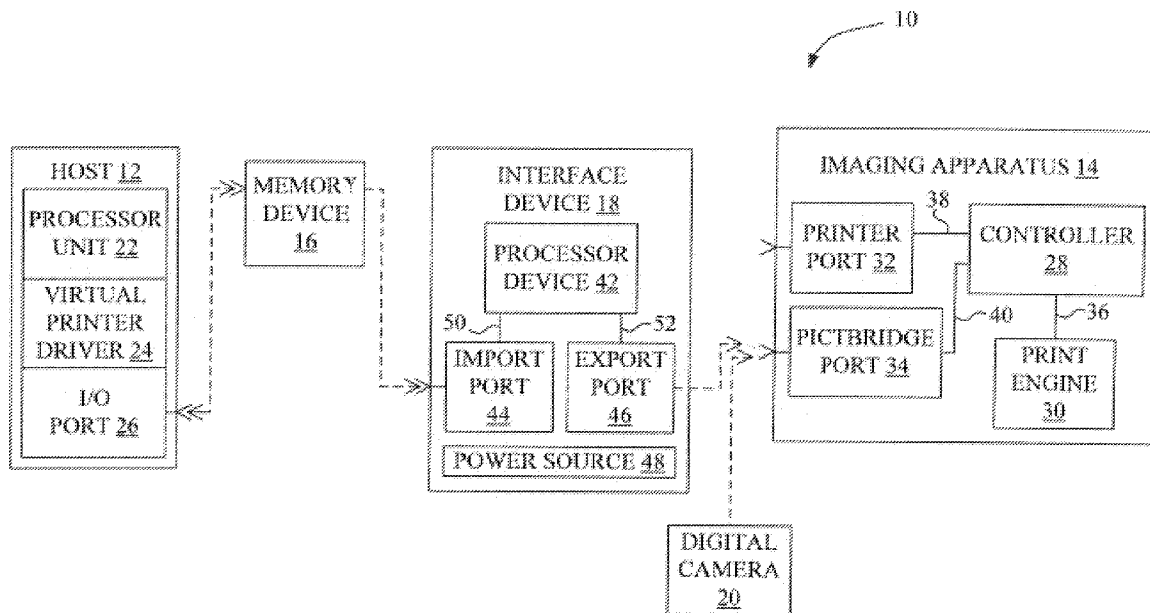 10
HOST 12
PROCESSOR
UNIT 22
VIRTUAL
PRINTER
DRIVER 24
I/O
PORT 26
MEMORY
DEVICE
16
INTERFACE
DEVICE 18
PROCESSOR
DEVICE 42
50
52
IMPORT
PORT
44
EXPORT
PORT
46
POWER SOURCE 48
DIGITAL
CAMERA
20
IMAGING APPARATUS 14
PRINTER
PORT 32
38
CONTROLLER
28
PICTBRIDGE
PORT 34
40
36
PRINT
ENGINE
30